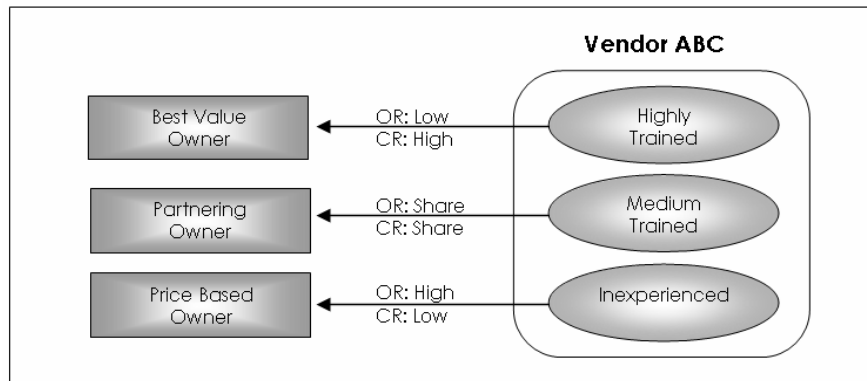 Vendor ABC
Best Value
Owner
OR: Low
CR: High
Highly
Trained
Partnering
Owner
OR: Share
CR: Share
Medium
Trained
Price Based
Owner
OR: High
CR: Low
Inexperienced